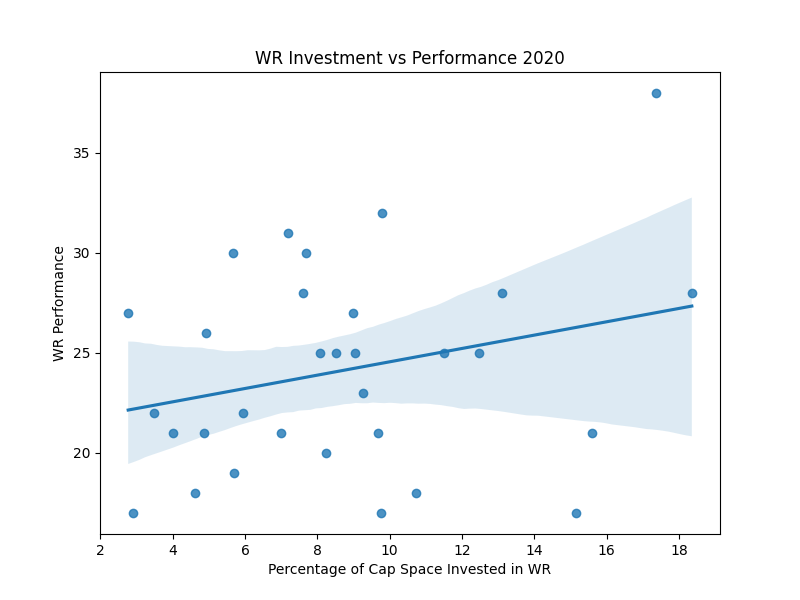 WR Investment vs Performance 2020
35
30
25
20
WR Performance
2 4 6 8 10 12 14 16 18
Percentage of Cap Space Invested in WR